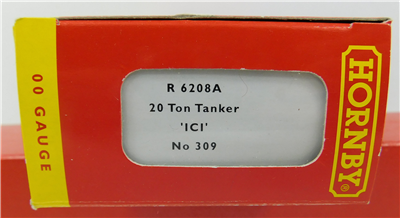 00 GAUGE
R 6208A
20 Ton Tanker
'ICI'
No 309
HORNBY®